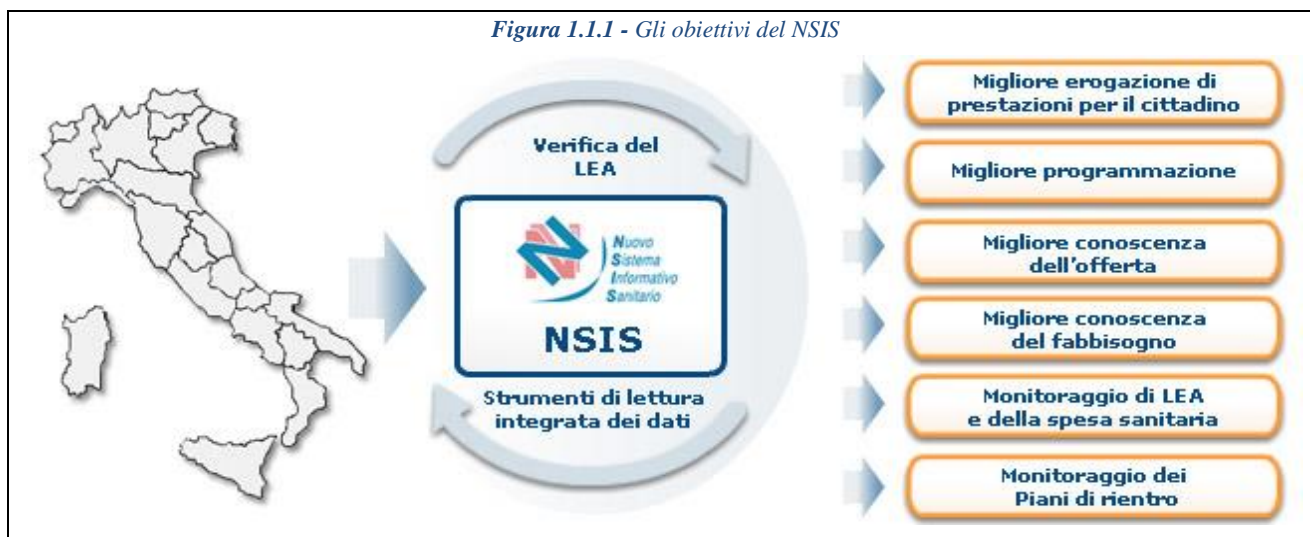 Figura 1.1.1 - Gli obiettivi del NSIS
Verifica del
LEA
Nuovo
Sistema
Informativo
Sanitario
NSIS
Strumenti di lettura
integrata dei dati
Migliore erogazione di
prestazioni per il cittadino
Migliore programmazione
Migliore conoscenza
dell'offerta
Migliore conoscenza
del fabbisogno
Monitoraggio di LEA
e della spesa sanitaria
Monitoraggio dei
Piani di rientro